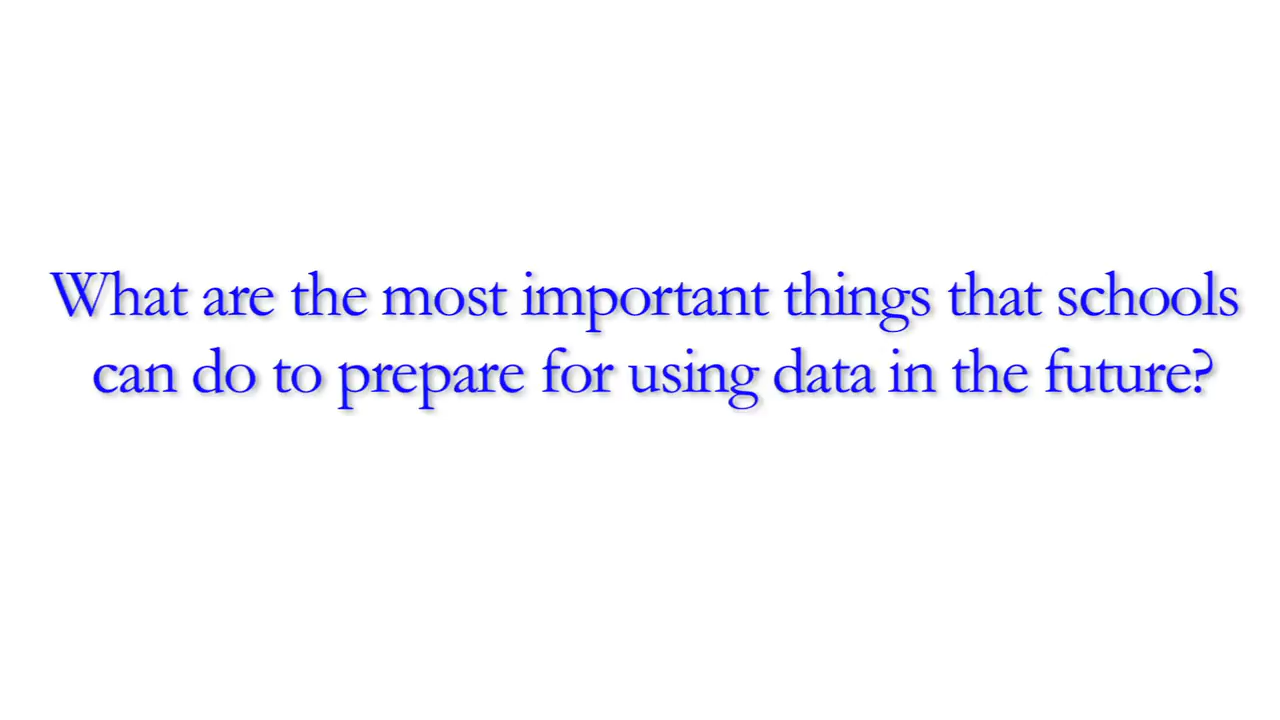 What are the most important things that schools
can do to prepare for using data in the future?